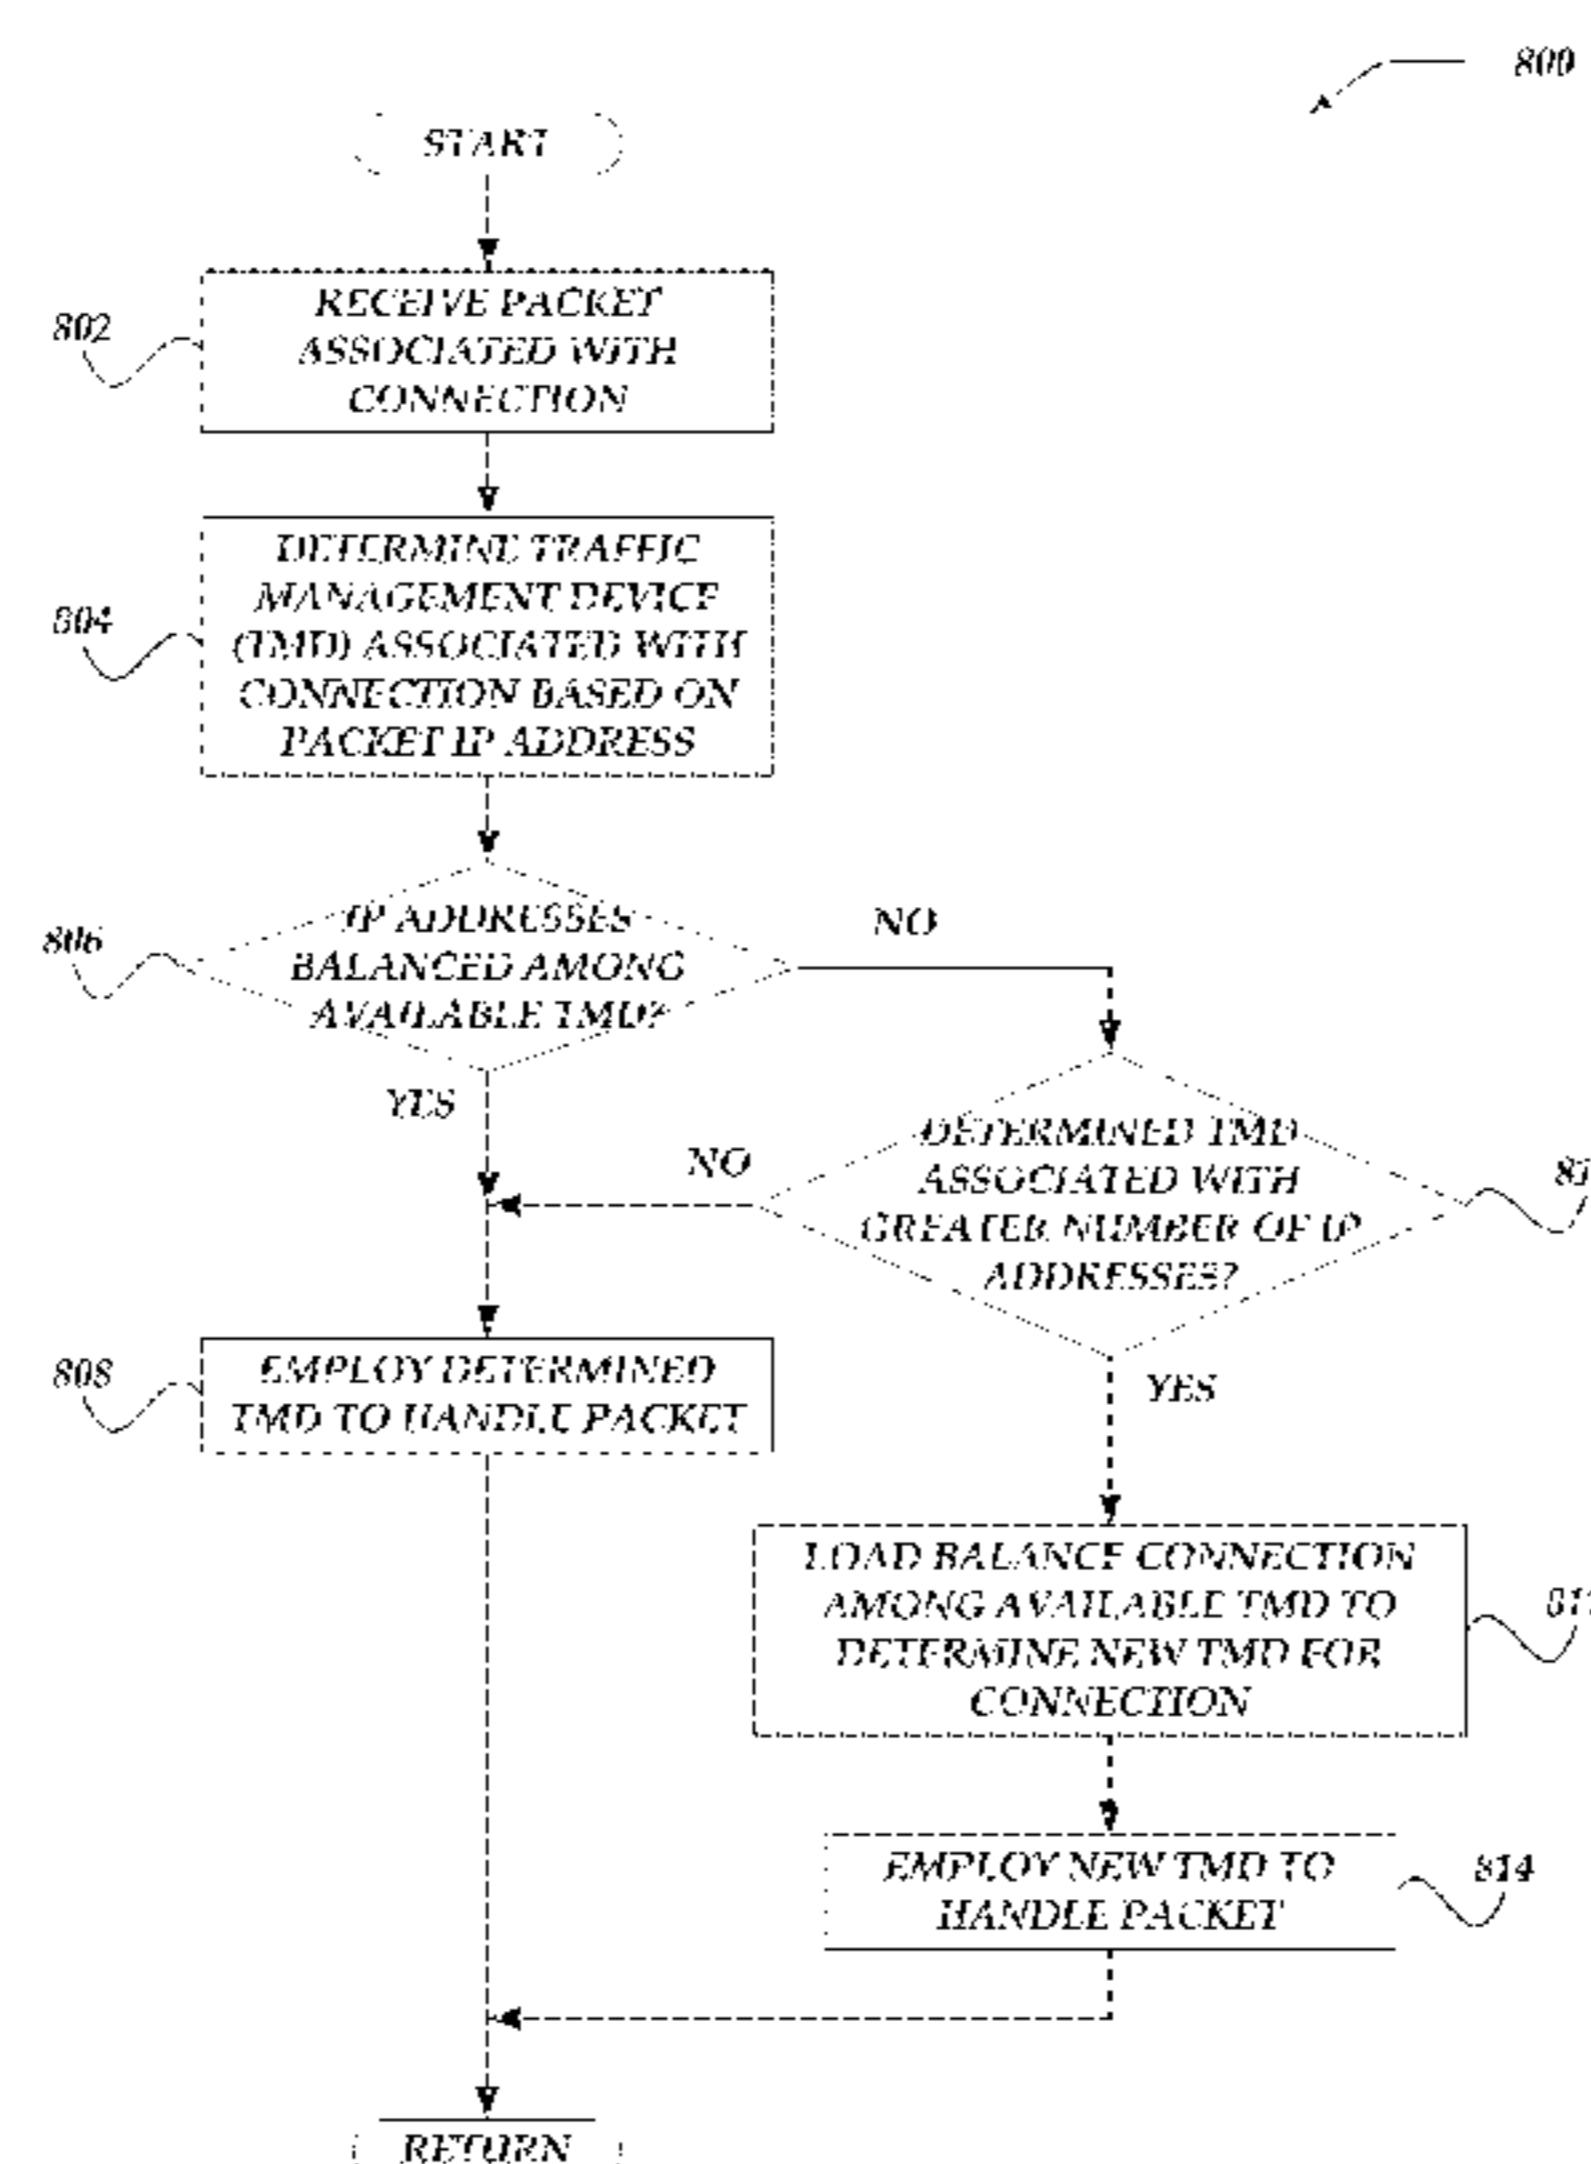 800
START
802
RECEIVE PACKET
ASSOCIATED WITH
CONNECTION
804
DETERMINE TRAFFIC
MANAGEMENT DEVICE
(TMD) ASSOCIATED WITH
CONNECTION BASED ON
PACKET IP ADDRESS
806
IP ADDRESSES
BALANCED AMONG
AVAILABLE TMD?
NO
YES
DETERMINED TMD
ASSOCIATED WITH
GREATER NUMBER OF IP
ADDRESSES?
NO
YES
808
EMPLOY DETERMINED
TMD TO HANDLE PACKET
LOAD BALANCE CONNECTION
AMONG AVAILABLE TMD TO
DETERMINE NEW TMD FOR
CONNECTION
EMPLOY NEW TMD TO
HANDLE PACKET
814
RETURN